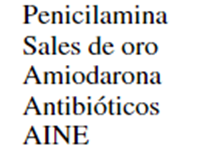 Penicilamina
Sales de oro
Amiodarona
Antibióticos
AINE